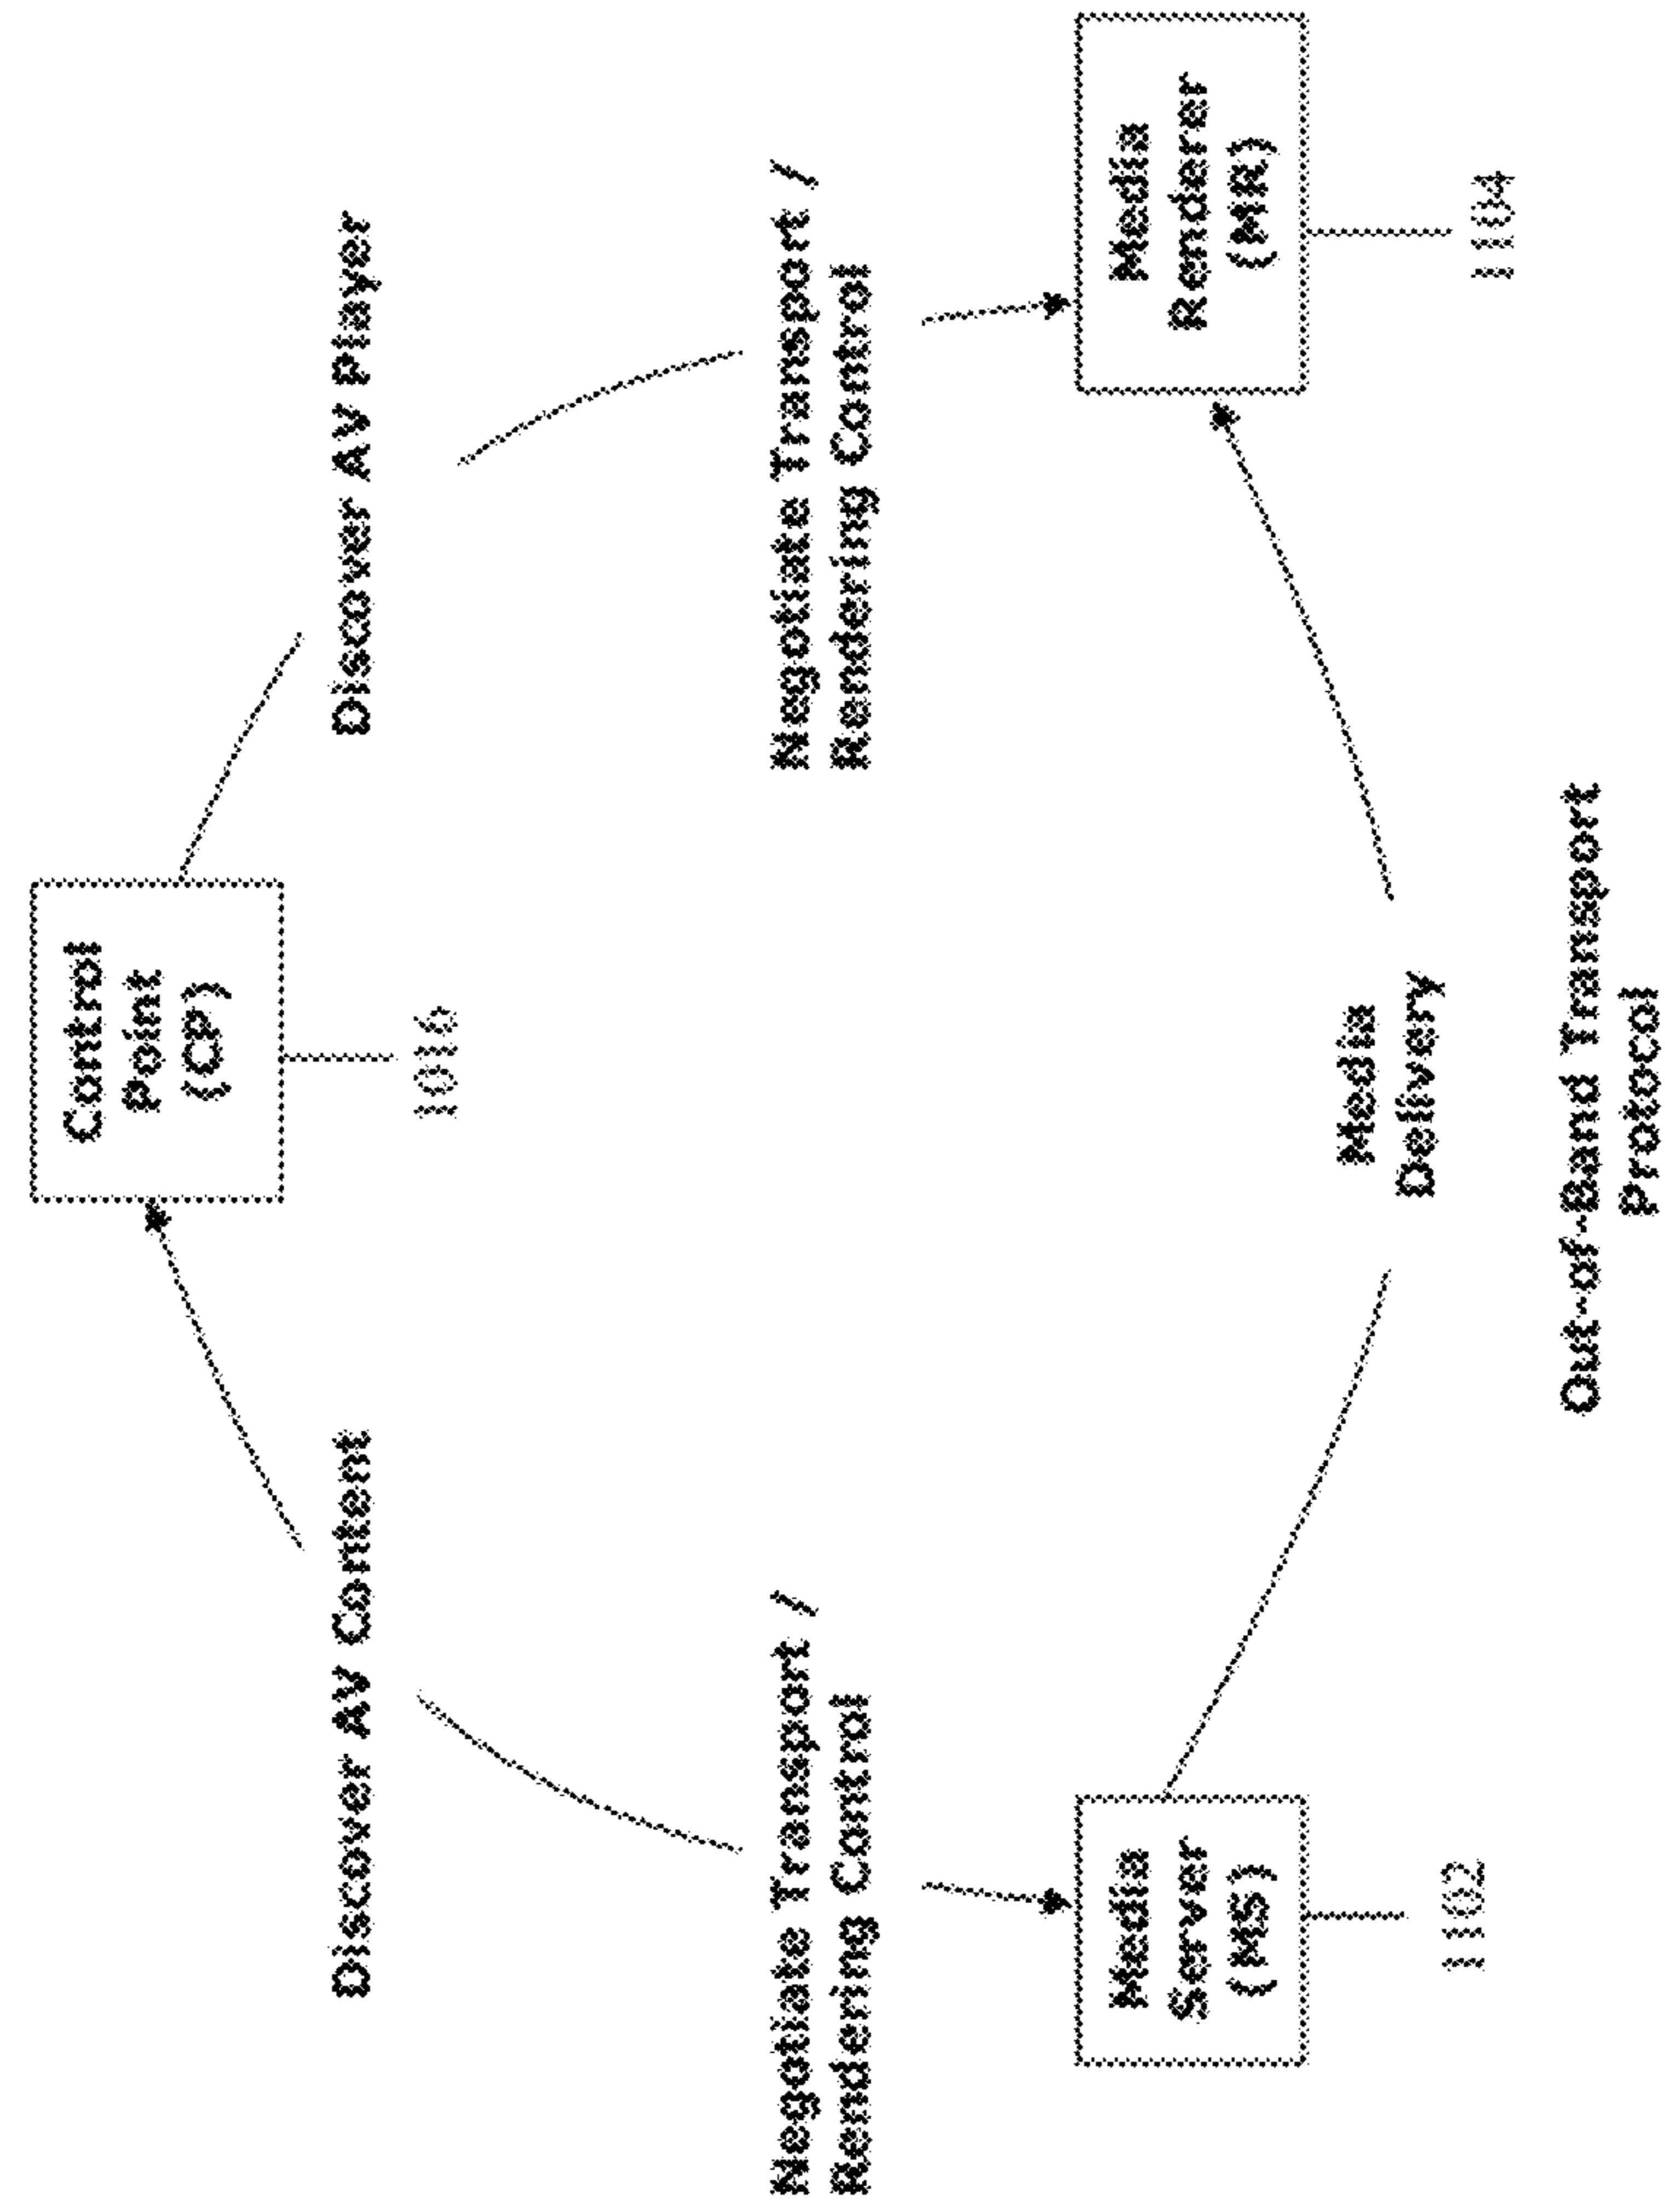 Control
Point
(CP)
1016
Discover AV Content
Discover AV Player
Negotiate Transport /
Rendering Control
Negotiate Transport /
Rendering Control
Media
Server
(MS)
1102
Media
Renderer
(MR)
1104
Media
Delivery
Out-of-Band Transport
Protocol